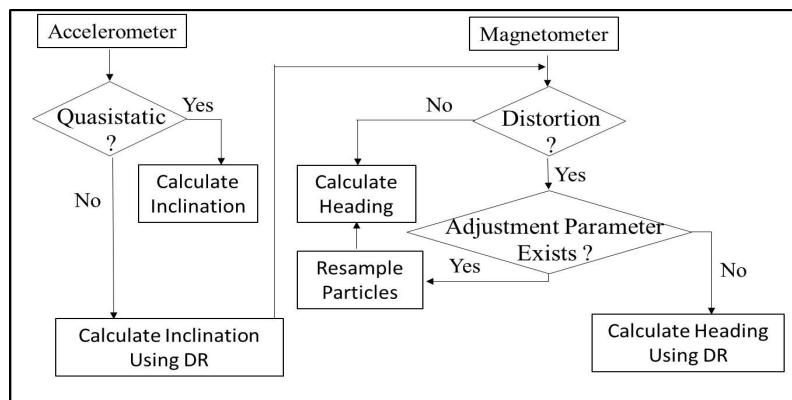 Accelerometer
Magnetometer
Quasistatic
?
Yes
No
Calculate
Inclination
Calculate Inclination
Using DR
Distortion
?
No
Yes
Calculate
Heading
Adjustment Parameter
Exists ?
Yes
Resample
Particles
No
Calculate Heading
Using DR